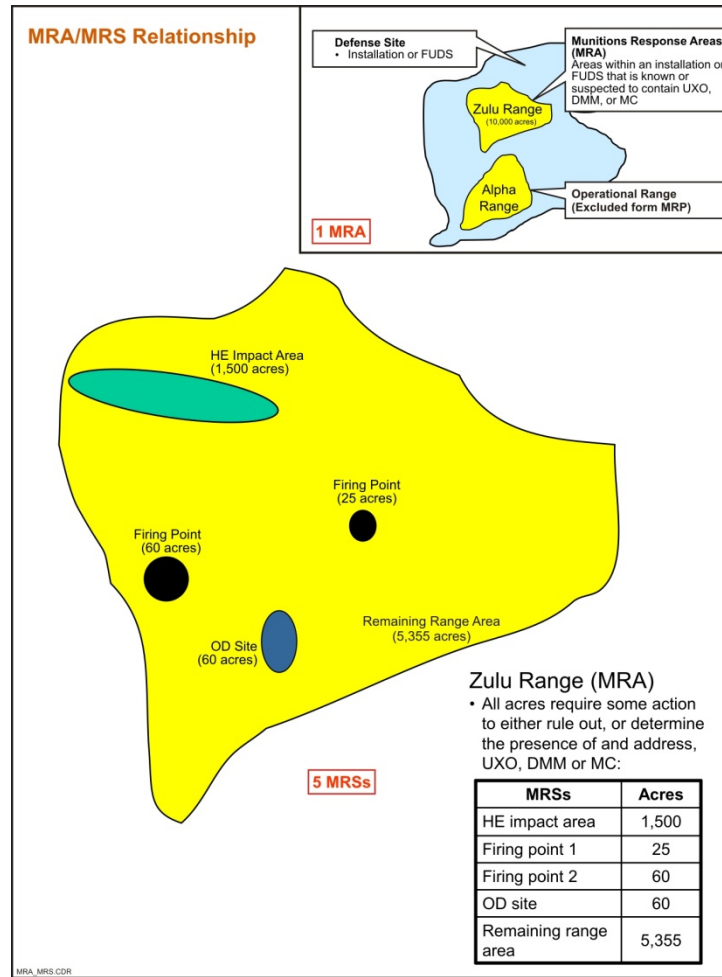 MRA/MRS Relationship
Defense Site
• Installation or FUDS
Munitions Response Areas
(MRA)
Areas within an installation or
FUDS that is known or
suspected to contain UXO,
DMM, or MC
Zulu Range
(10,000 acres)
Alpha
Range
Operational Range
(Excluded form MRP)
1 MRA
HE Impact Area
(1,500 acres)
Firing Point
(25 acres)
Firing Point
(60 acres)
OD Site
(60 acres)
Remaining Range Area
(5,355 acres)
5 MRSs
Zulu Range (MRA)
• All acres require some action
to either rule out, or determine
the presence of and address,
UXO, DMM or MC:
MRSs Acres
HE impact area 1,500
Firing point 1 25
Firing point 2 60
OD site 60
Remaining range
area 5,355
MRA_MRS.CDR